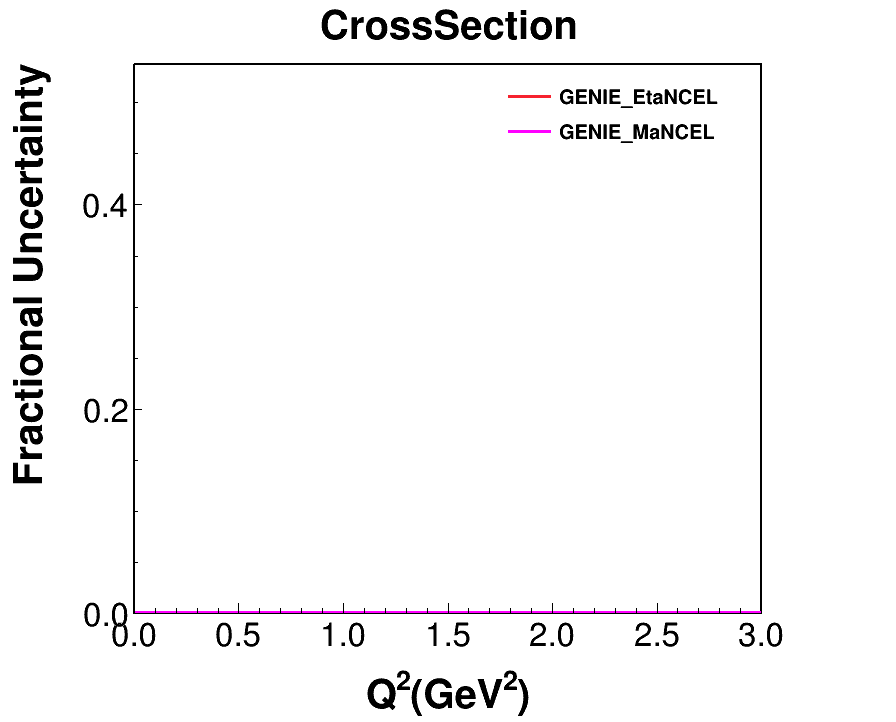 CrossSection
Fractional Uncertainty
GENIE_EtaNCEL
GENIE_MaNCEL
0.4
0.2
0.0
0.0 0.5 1.0 1.5 2.0 2.5 3.0
Q²(GeV²)